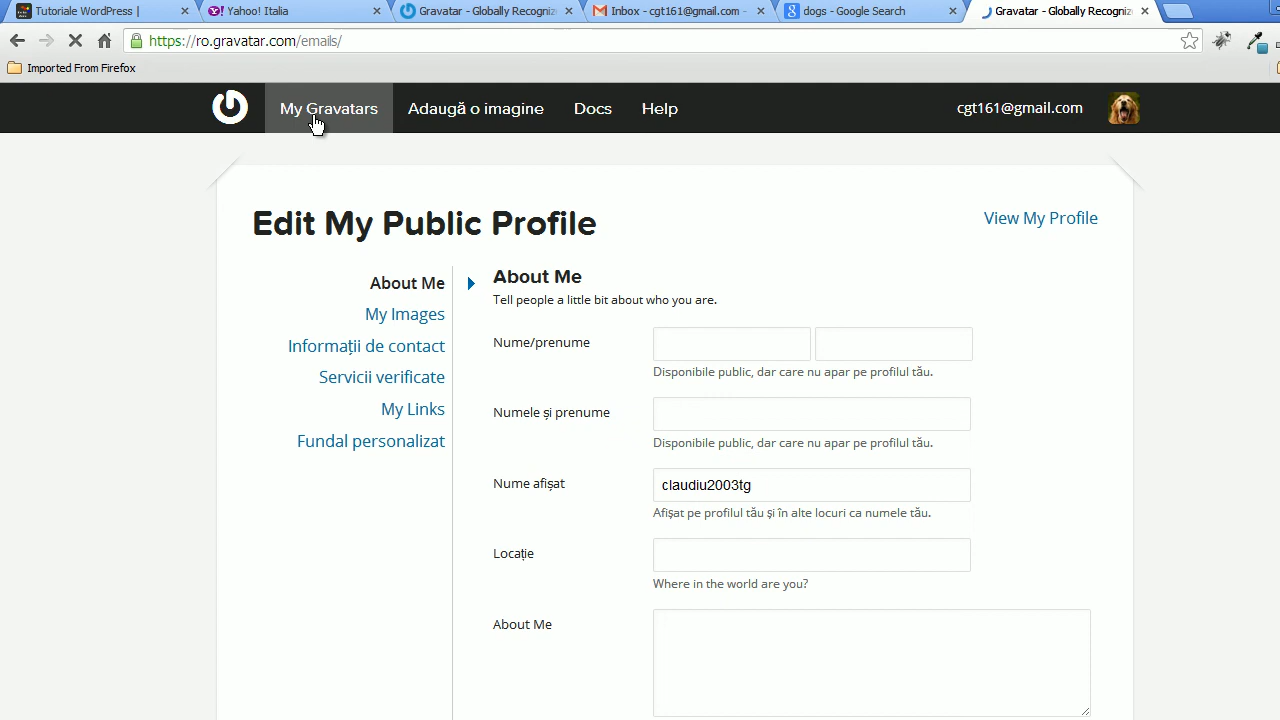 Tutoriale WordPress |
Yahoo! Italia
Gravatar - Globally Recogniz
Inbox - cgt161@gmail.com -
dogs - Google Search
Gravatar - Globally Recogniz
https://ro.gravatar.com/emails/
Imported From Firefox
My Gravatars
Adaugă o imagine
Docs
Help
cgt161@gmail.com
Edit My Public Profile
View My Profile
About Me
My Images
Informații de contact
Servicii verificate
My Links
Fundal personalizat
About Me
Tell people a little bit about who you are.
Nume/prenume
Disponibile public, dar care nu apar pe profilul tău.
Numele și prenume
Disponibile public, dar care nu apar pe profilul tău.
Nume afișat
claudiu2003tg
Afișat pe profilul tău și în alte locuri ca numele tău.
Locație
Where in the world are you?
About Me